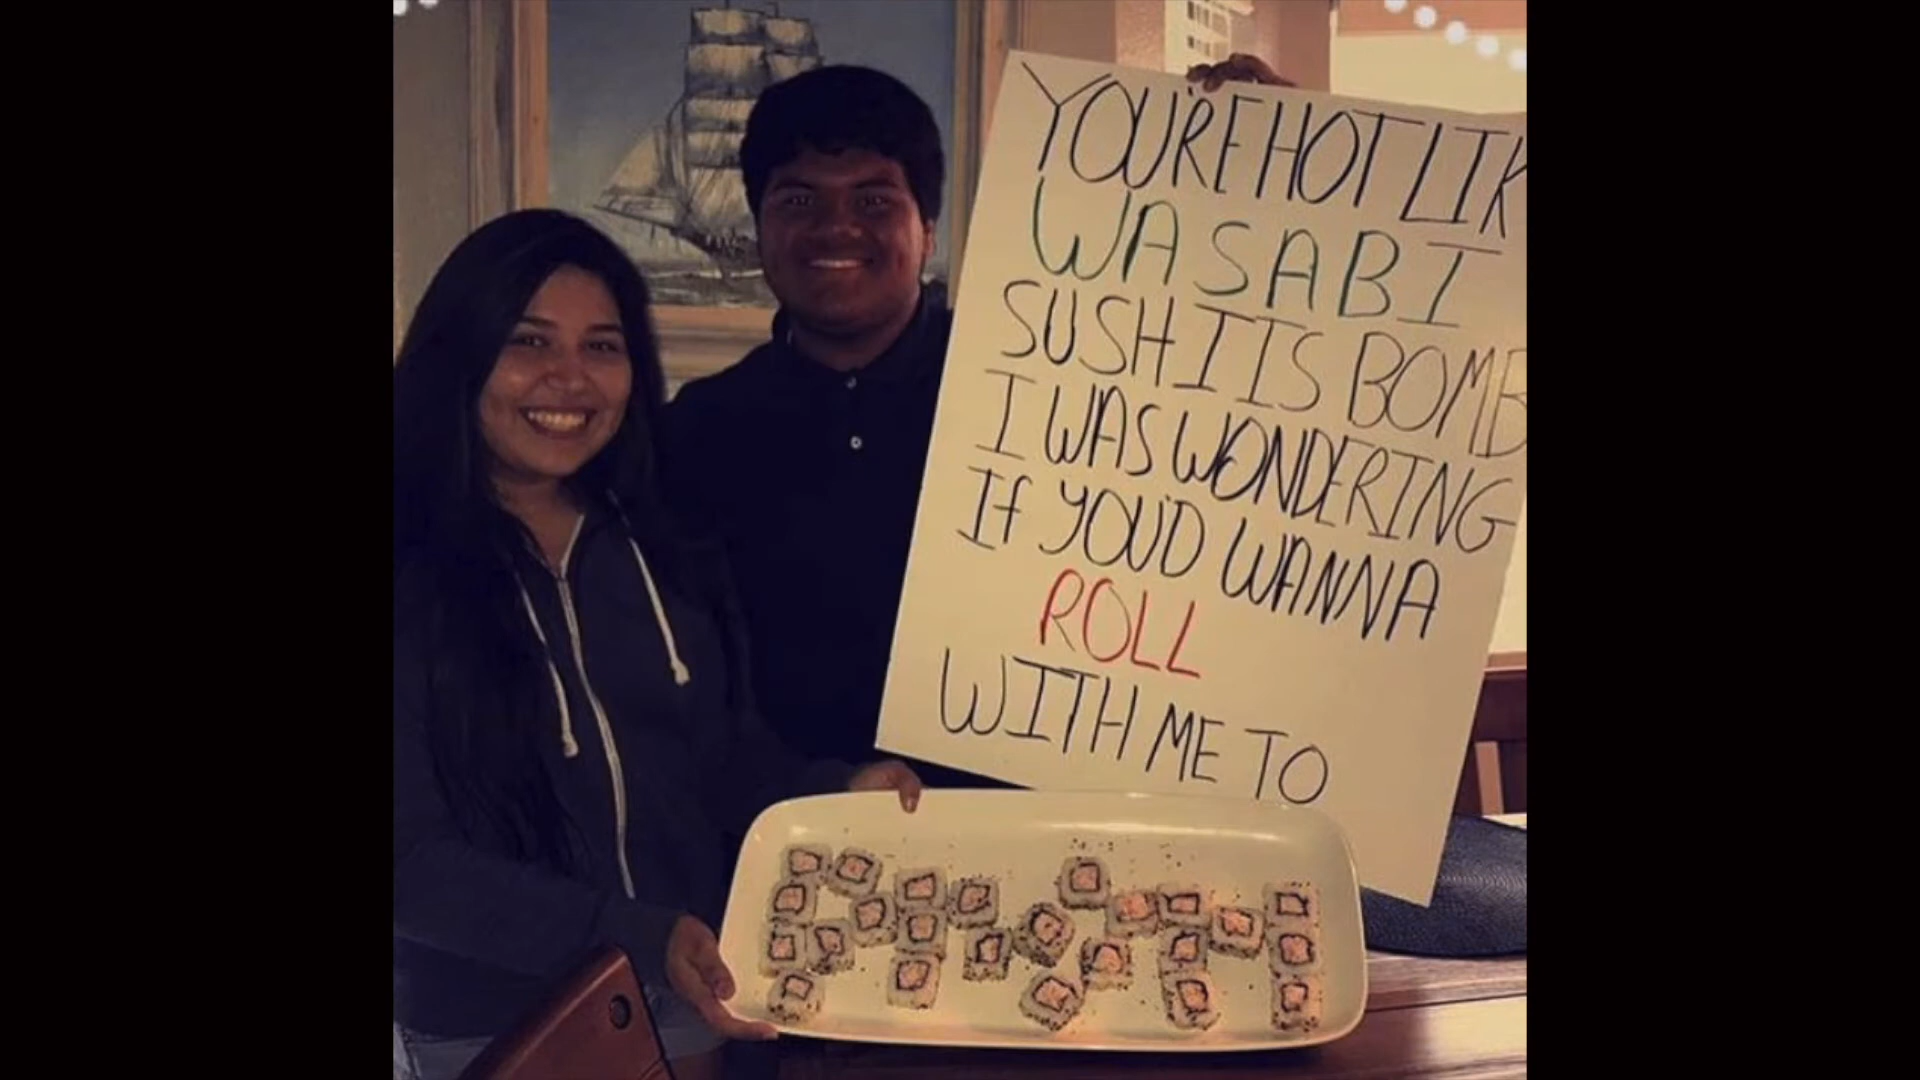 YOU'RE HOT LIK
WASABI
SUSHI IS BOMB
I WAS WONDERING
If YOU'D WANNA
ROLL
WITH ME TO
PROM